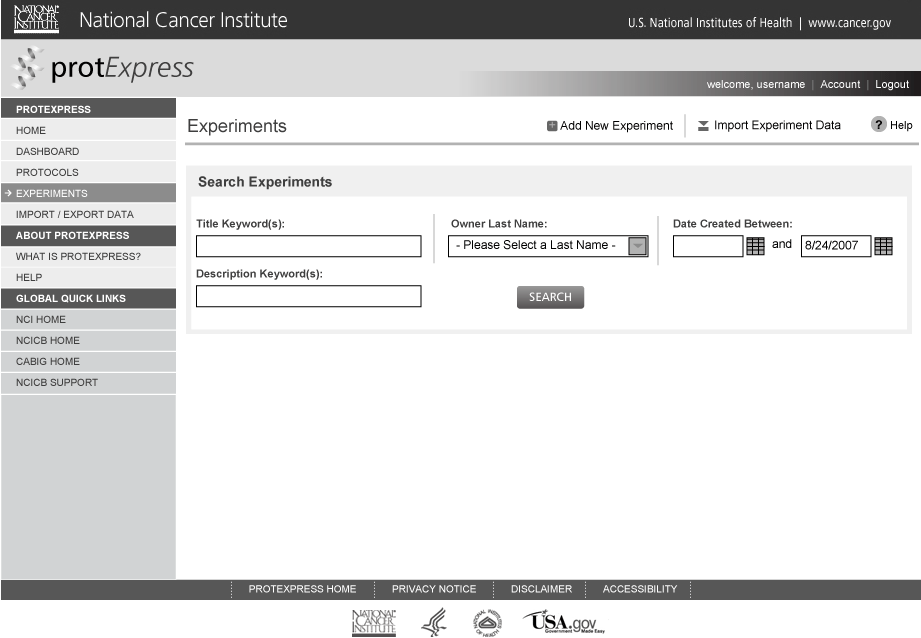 NATIONAL CANCER INSTITUTE
National Cancer Institute
U.S. National Institutes of Health | www.cancer.gov
protExpress
welcome, username | Account | Logout
PROTEXPRESS
HOME
DASHBOARD
PROTOCOLS
EXPERIMENTS
IMPORT / EXPORT DATA
ABOUT PROTEXPRESS
WHAT IS PROTEXPRESS?
HELP
GLOBAL QUICK LINKS
NCI HOME
NCICB HOME
CABIG HOME
NCICB SUPPORT
Experiments
Add New Experiment
Import Experiment Data
? Help
Search Experiments
Title Keyword(s):
Owner Last Name:
Date Created Between:
- Please Select a Last Name -
and
8/24/2007
Description Keyword(s):
SEARCH
PROTEXPRESS HOME
PRIVACY NOTICE
DISCLAIMER
ACCESSIBILITY
NATIONAL CANCER INSTITUTE
USA.gov
Government Made Easy